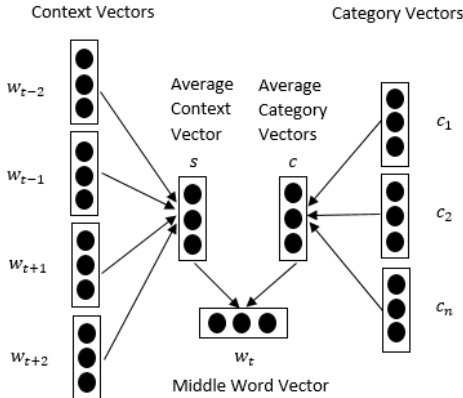 Context Vectors
Category Vectors
w_{t−2}
w_{t−1}
w_{t+1}
w_{t+2}
Average
Context
Vector
s
Average
Category
Vectors
c
c_1
c_2
c_n
w_t
Middle Word Vector